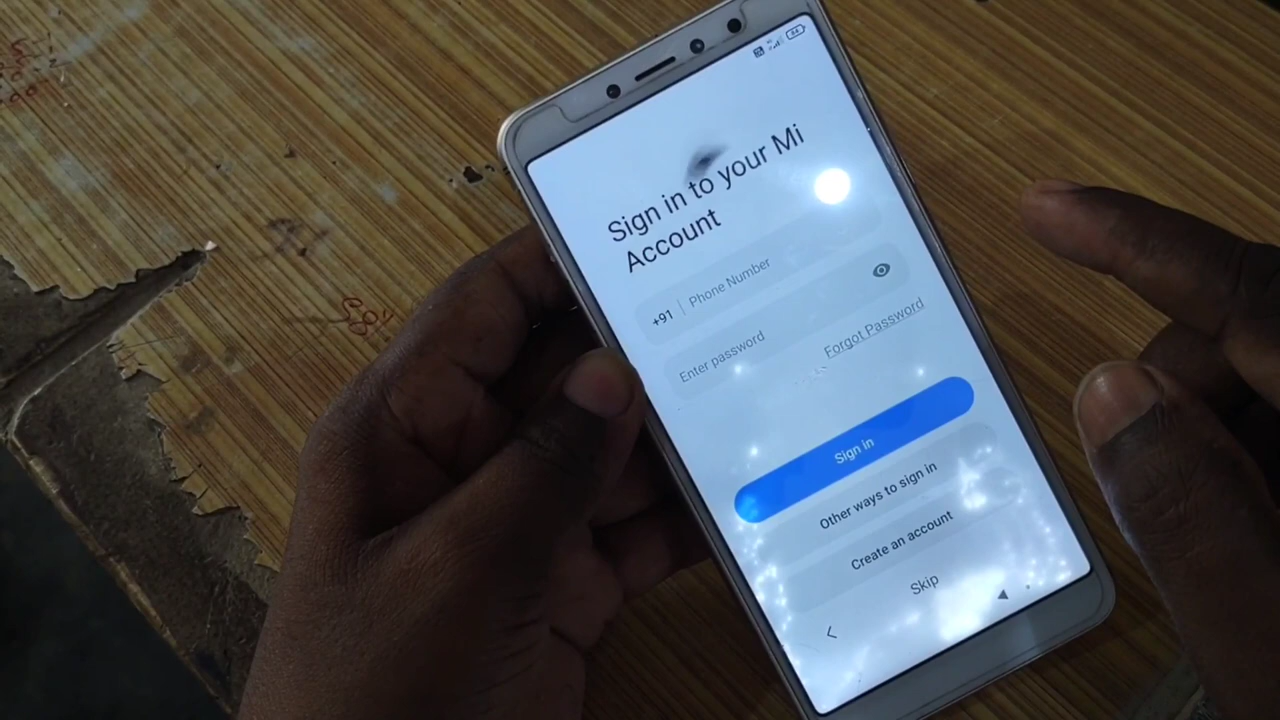 Sign in to your Mi
Account
+91 Phone Number
Enter password
Forgot Password
Sign in
Other ways to sign in
Create an account
Skip